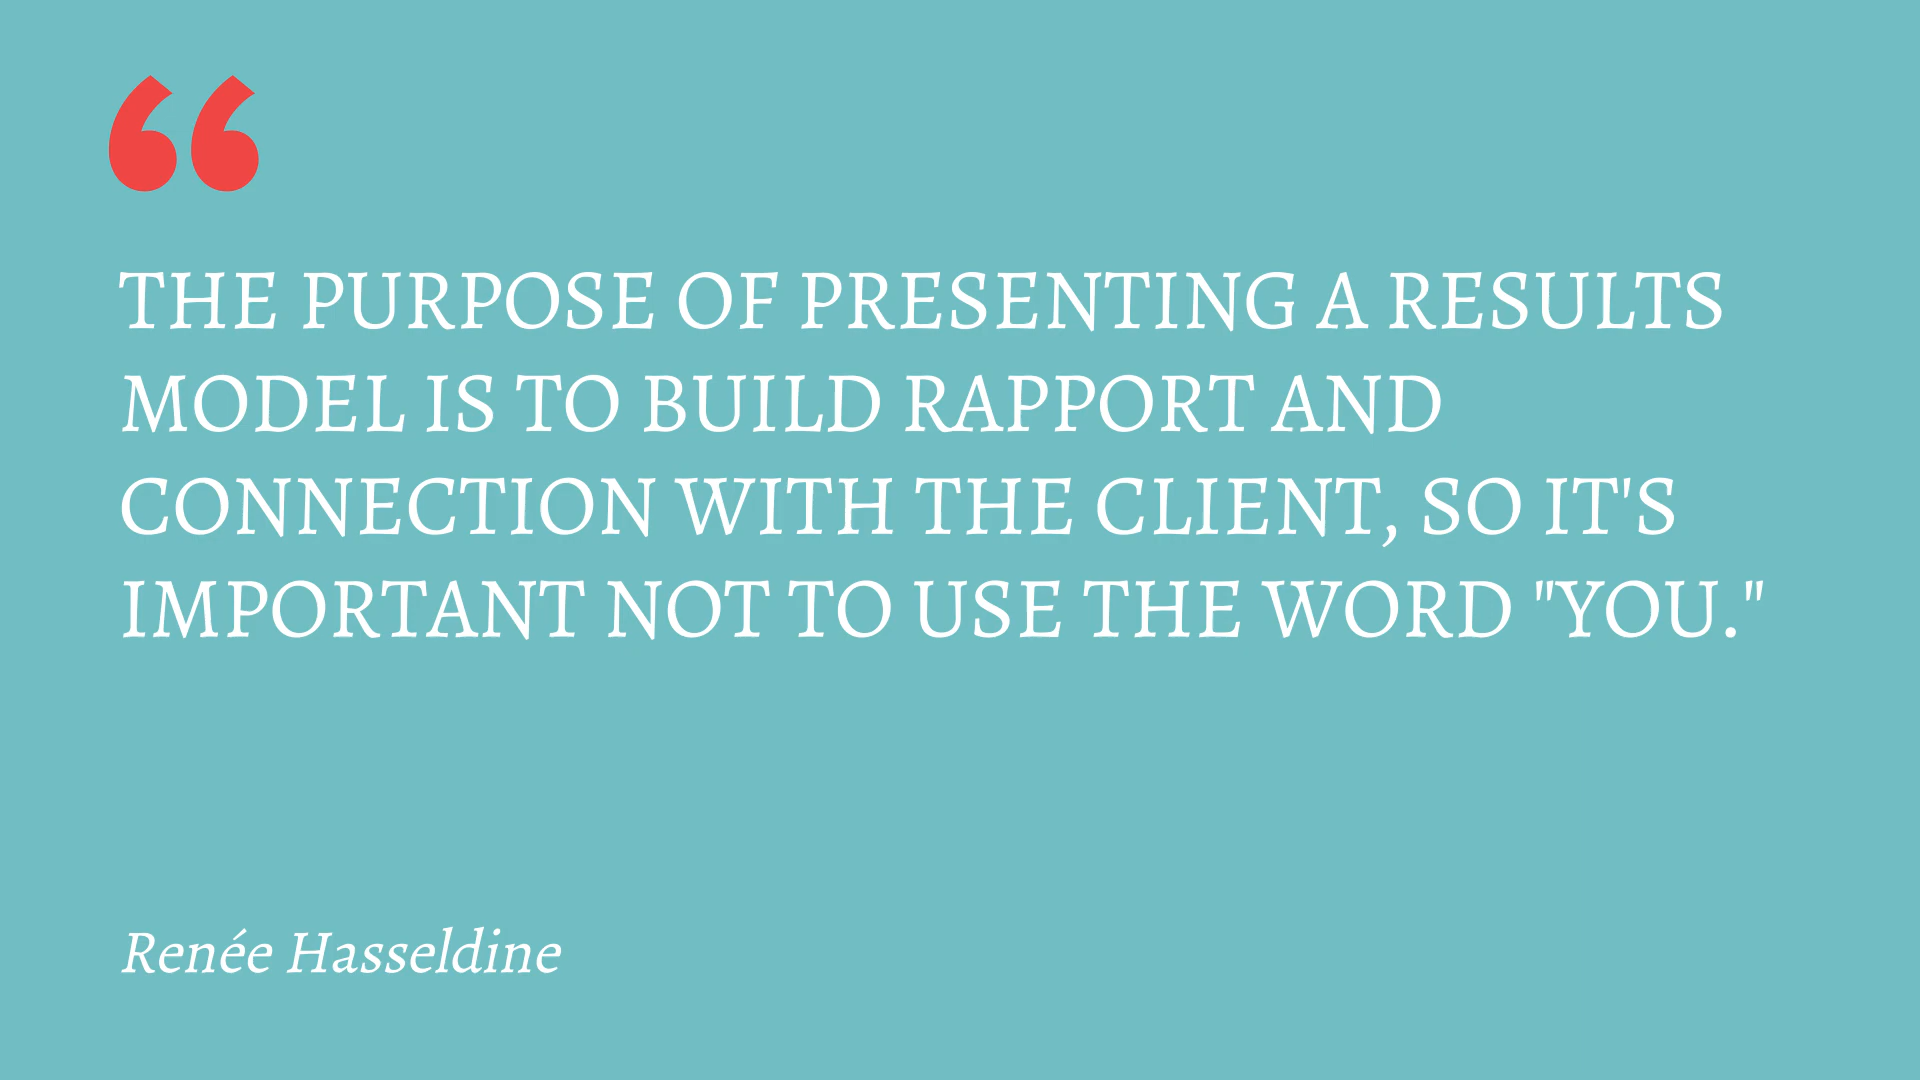 “
THE PURPOSE OF PRESENTING A RESULTS
MODEL IS TO BUILD RAPPORT AND
CONNECTION WITH THE CLIENT, SO IT'S
IMPORTANT NOT TO USE THE WORD "YOU."
Renée Hasseldine